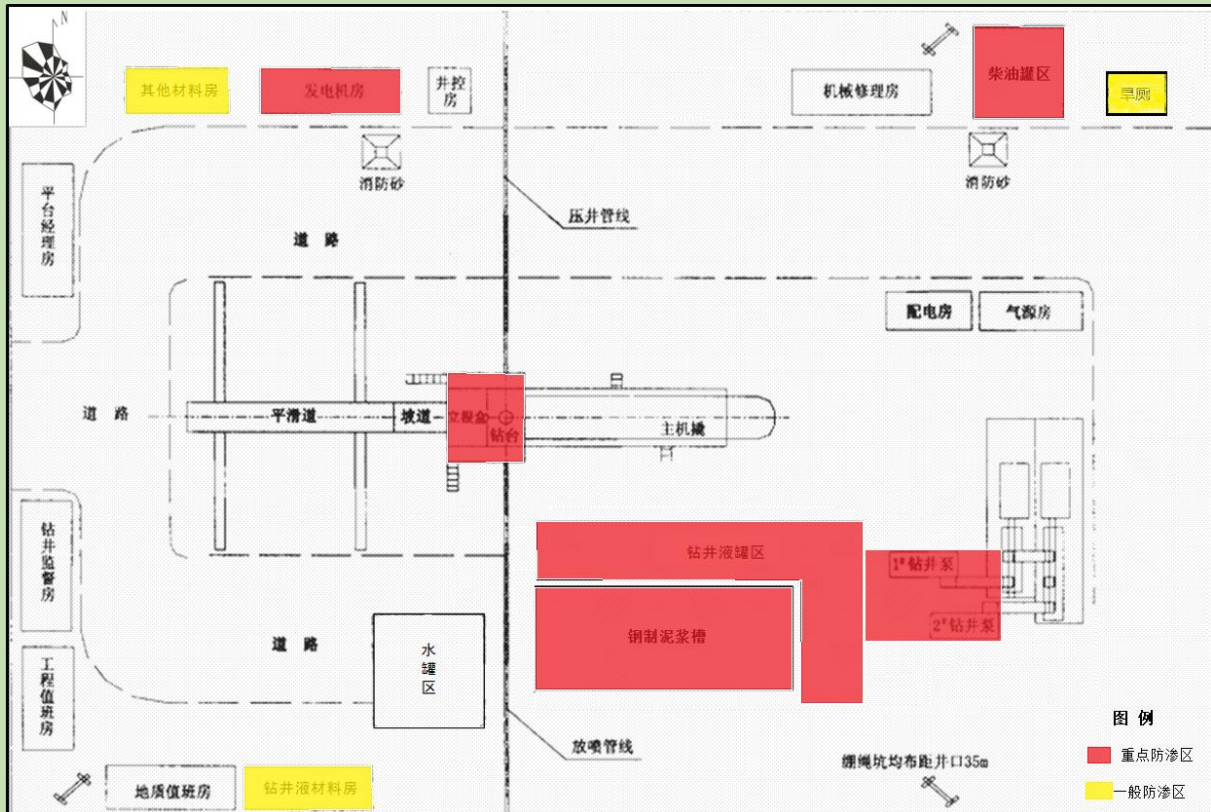 N
其他材料房
发电机房
井控房
机械修理房
柴油罐区
旱厕
消防砂
消防砂
平台经理房
压井管线
道 路
配电房
气源房
道 路
平滑道
坡道
立根盒
钻台
主机撬
钻井监督房
钻井液罐区
1#钻井泵
2#钻井泵
钢制泥浆槽
道 路
水罐区
工程值班房
放喷管线
图 例
重点防渗区
一般防渗区
绷绳坑均布距井口35m
地质值班房
钻井液材料房